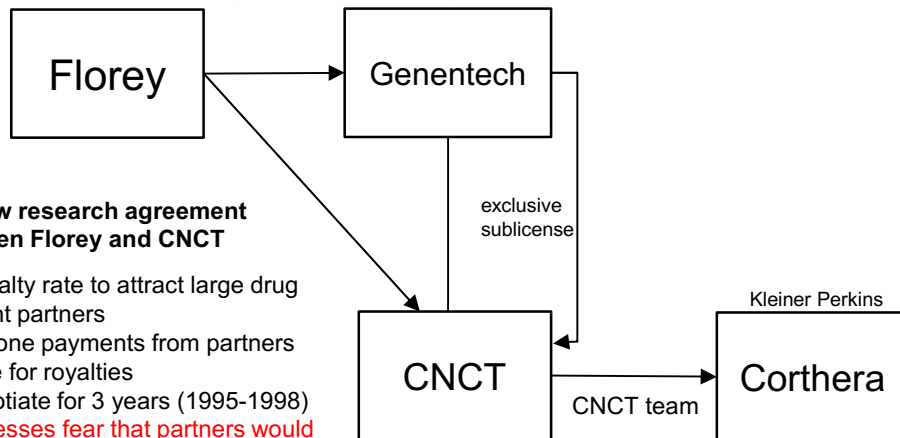 Florey
Genentech
research agreement
Florey and CNCT
exclusive
sublicense
rate to attract large drug
partners
payments from partners
for royalties
for 3 years (1995-1998)
fear that partners would
Kleiner Perkins
CNCT
CNCT team
Corthera